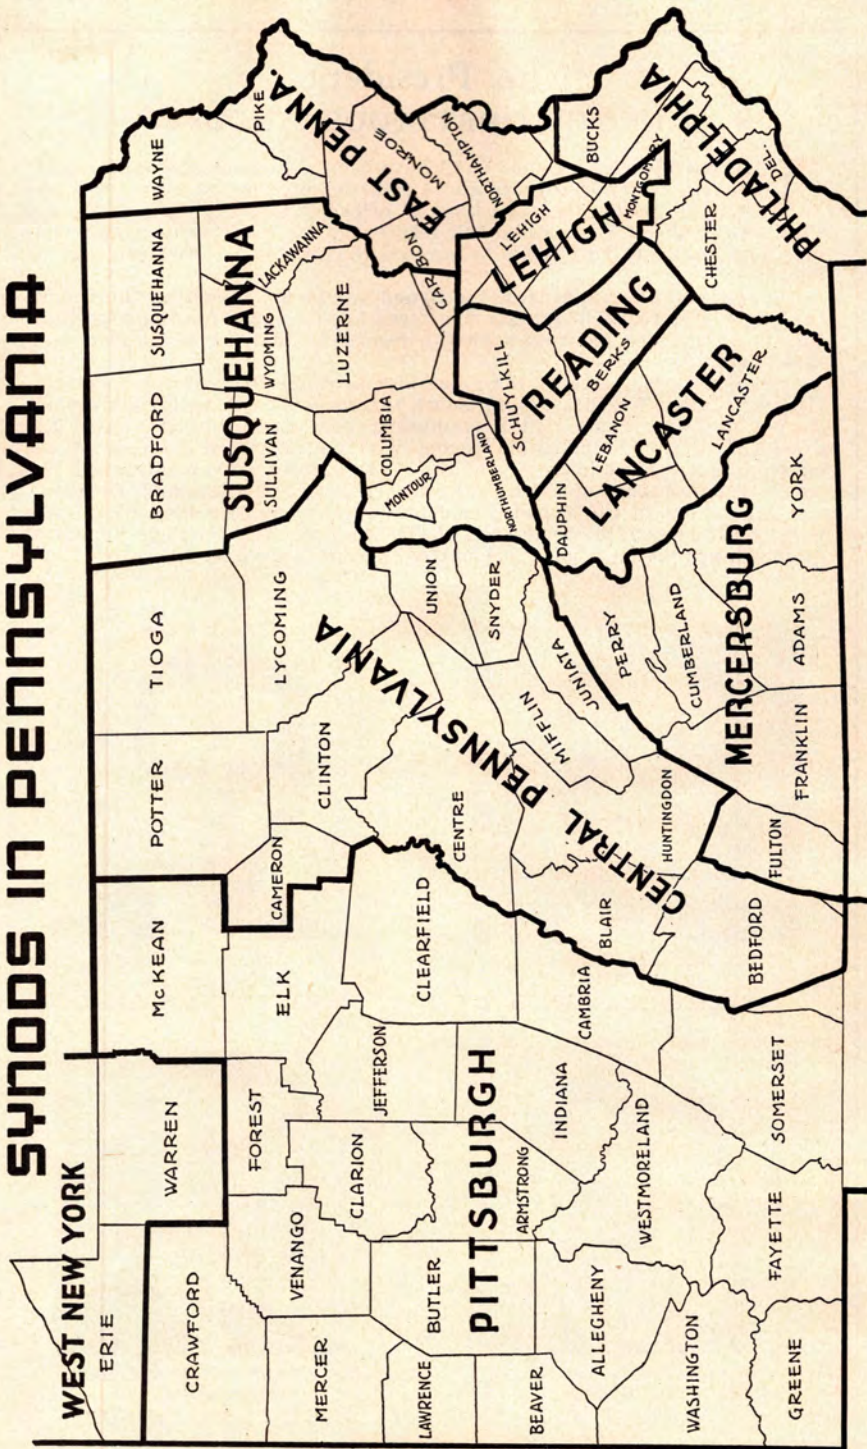 SYNODS IN PENNSYLVANIA
WEST NEW YORK
ERIE
CRAWFORD
WARREN
McKEAN
POTTER
TIOGA
BRADFORD
SUSQUEHANNA
WAYNE
PIKE
MERCER
VENANGO
FOREST
ELK
CAMERON
CLINTON
LYCOMING
SULLIVAN
SUSQUEHANNA
WYOMING
LACKAWANNA
EAST PENNA.
MONROE
LAWRENCE
BUTLER
CLARION
JEFFERSON
CLEARFIELD
CENTRE
CENTRAL PENNSYLVANIA
UNION
MONTOUR
COLUMBIA
LUZERNE
CARBON
NORTHAMPTON
PITTSBURGH
BEAVER
ARMSTRONG
INDIANA
CAMBRIA
BLAIR
HUNTINGDON
MIFFLIN
JUNIATA
SNYDER
NORTHUMBERLAND
SCHUYLKILL
READING
BERKS
LEHIGH
LEHIGH
BUCKS
MONTGOMERY
ALLEGHENY
WESTMORELAND
PERRY
CUMBERLAND
DAUPHIN
LEBANON
LANCASTER
LANCASTER
CHESTER
PHILADELPHIA
DEL.
WASHINGTON
GREENE
FAYETTE
SOMERSET
BEDFORD
FULTON
FRANKLIN
MERCERSBURG
ADAMS
YORK